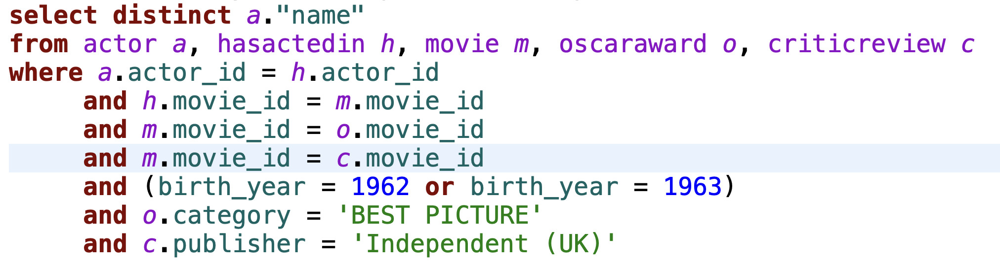 select distinct a."name"
from actor a, hasactedin h, movie m, oscaraward o, criticreview c
where a.actor_id = h.actor_id
and h.movie_id = m.movie_id
and m.movie_id = o.movie_id
and m.movie_id = c.movie_id
and (birth_year = 1962 or birth_year = 1963)
and o.category = 'BEST PICTURE'
and c.publisher = 'Independent (UK)'